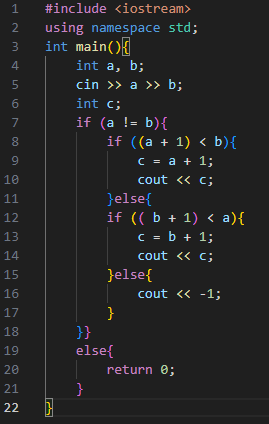 1 #include <iostream>
2 using namespace std;
3 int main(){
4     int a, b;
5     cin >> a >> b;
6     int c;
7     if (a != b){
8         if ((a + 1) < b){
9             c = a + 1;
10             cout << c;
11         }else{
12         if (( b + 1) < a){
13             c = b + 1;
14             cout << c;
15         }else{
16             cout << -1;
17         }
18     }}
19     else{
20         return 0;
21     }
22 }